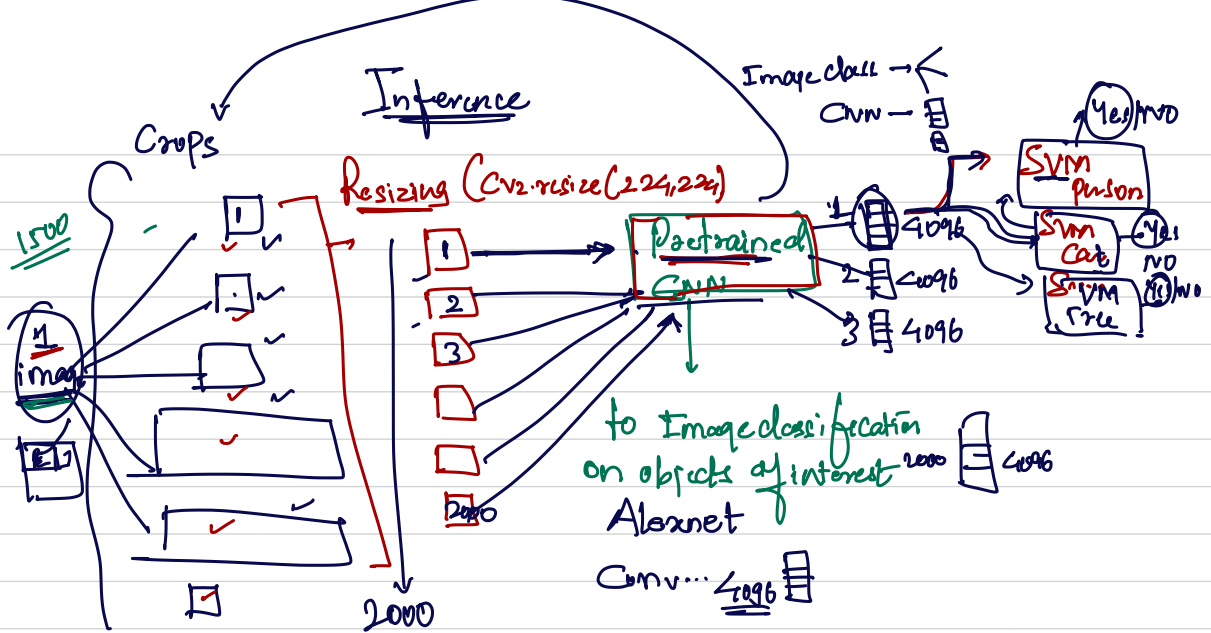 Inference
Image class
CNN
Crops
Resizing (Cv2.resize(224,224)
1500
1
image
1
2
3
2000
2000
Pretrained
CNN
1
4096
2
4096
3
4096
SVM
person
Yes/NO
SVM
Cat
Yes
NO
SVM
Tree
Yes/No
to Image classification
on objects of interest
2000
4096
Alexnet
Conv... 4096